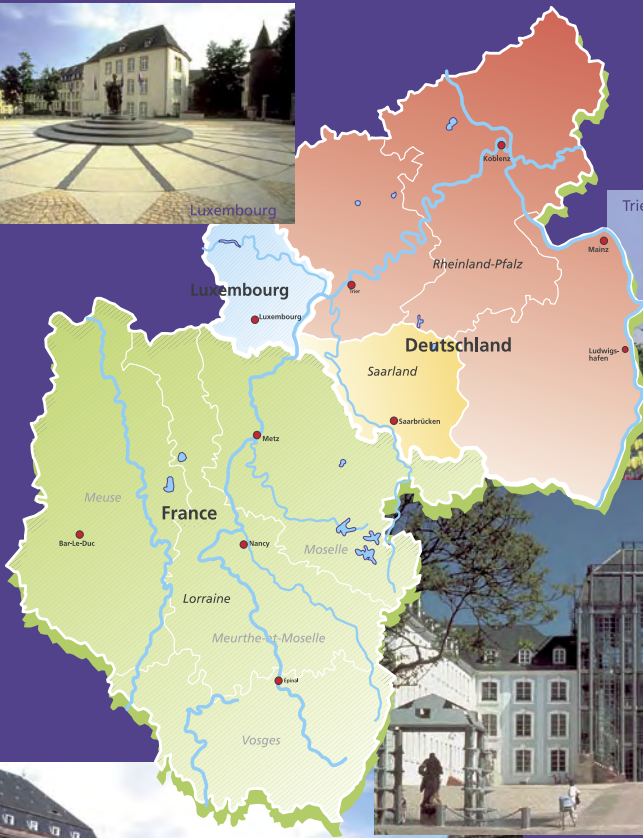 Luxembourg
Koblenz
Trie
Mainz
Rheinland-Pfalz
Trier
Luxembourg
Luxembourg
Deutschland
Ludwigs-
hafen
Saarland
Saarbrücken
Metz
Meuse
France
Bar-Le-Duc
Nancy
Moselle
Lorraine
Meurthe-et-Moselle
Epinal
Vosges